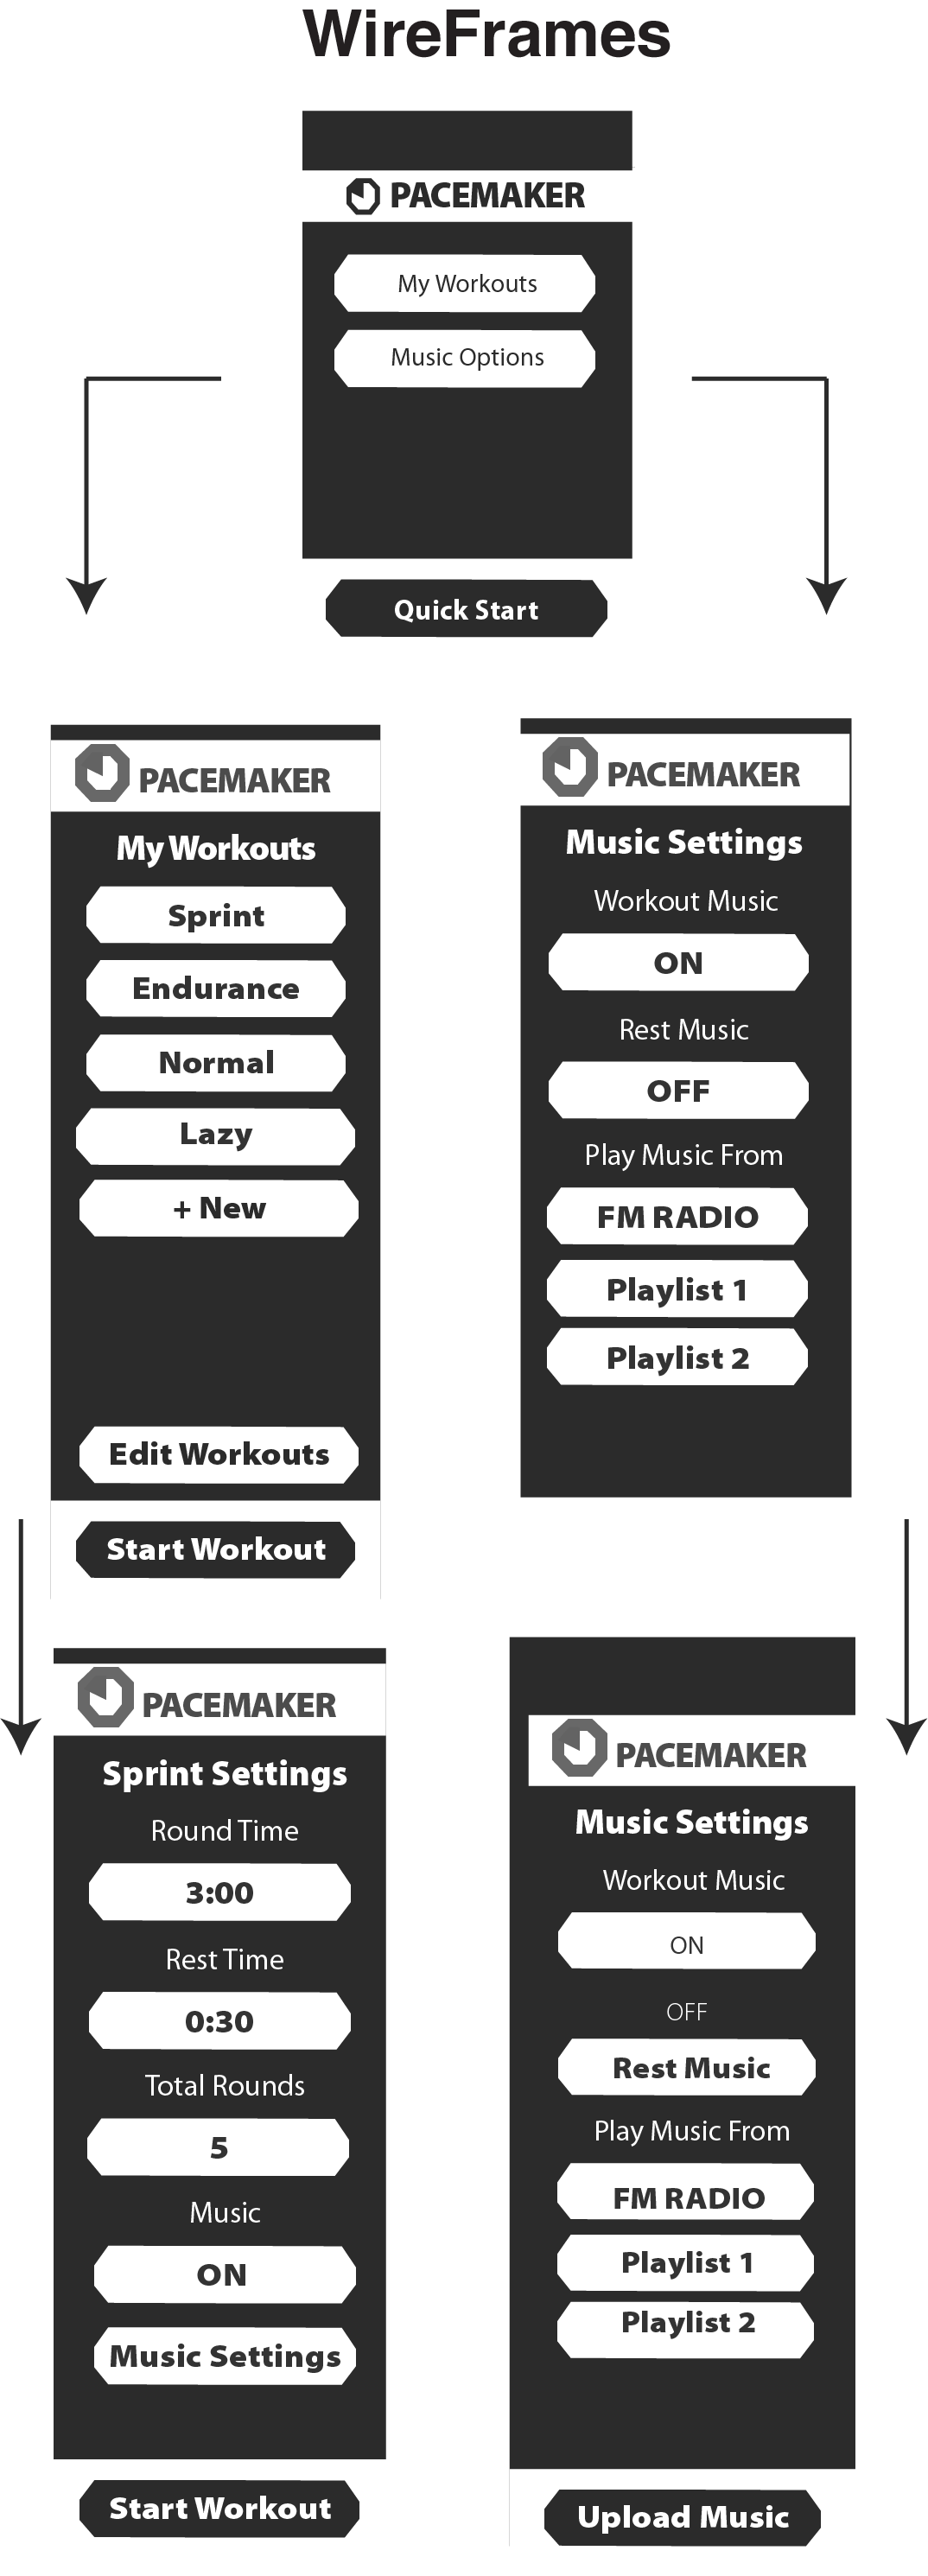 WireFrames
PACEMAKER
My Workouts
Music Options
Quick Start
PACEMAKER
My Workouts
Sprint
Endurance
Normal
Lazy
+ New
Edit Workouts
Start Workout
PACEMAKER
Music Settings
Workout Music
ON
Rest Music
OFF
Play Music From
FM RADIO
Playlist 1
Playlist 2
PACEMAKER
Sprint Settings
Round Time
3:00
Rest Time
0:30
Total Rounds
5
Music
ON
Music Settings
Start Workout
PACEMAKER
Music Settings
Workout Music
ON
OFF
Rest Music
Play Music From
FM RADIO
Playlist 1
Playlist 2
Upload Music